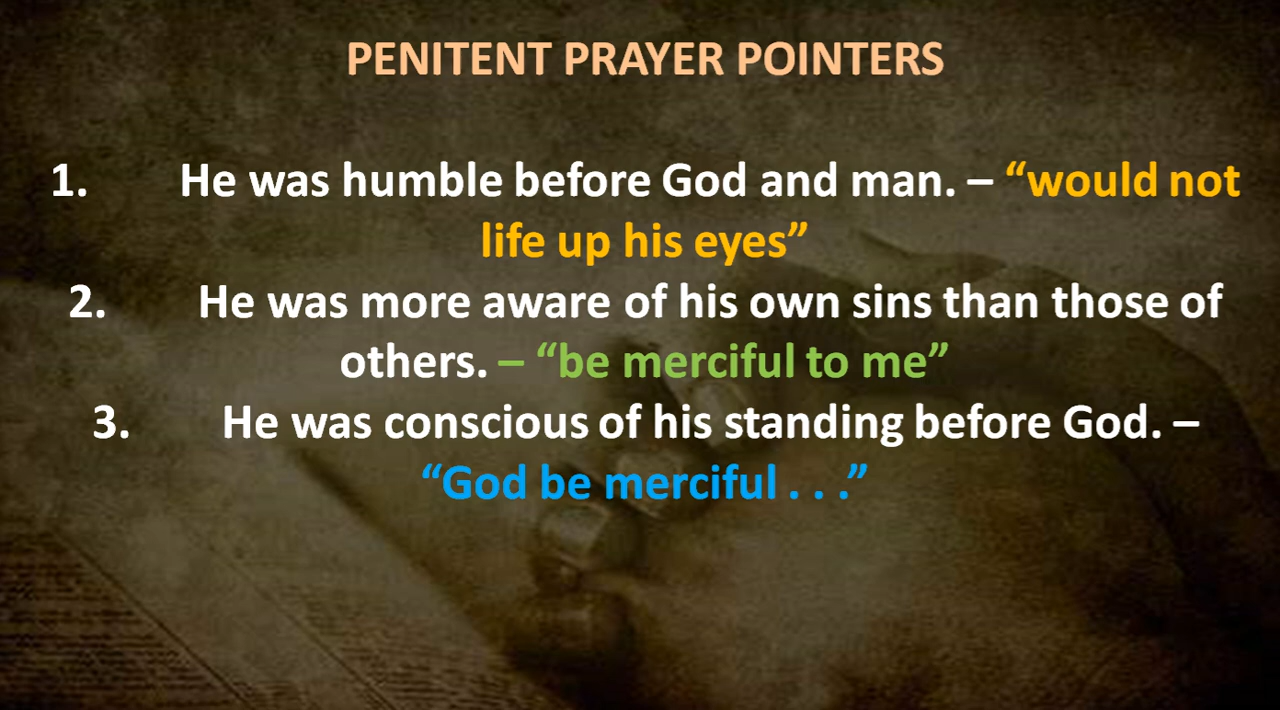 PENITENT PRAYER POINTERS
1. He was humble before God and man. – “would not
life up his eyes”
2. He was more aware of his own sins than those of
others. – “be merciful to me”
3. He was conscious of his standing before God. –
“God be merciful . . .”